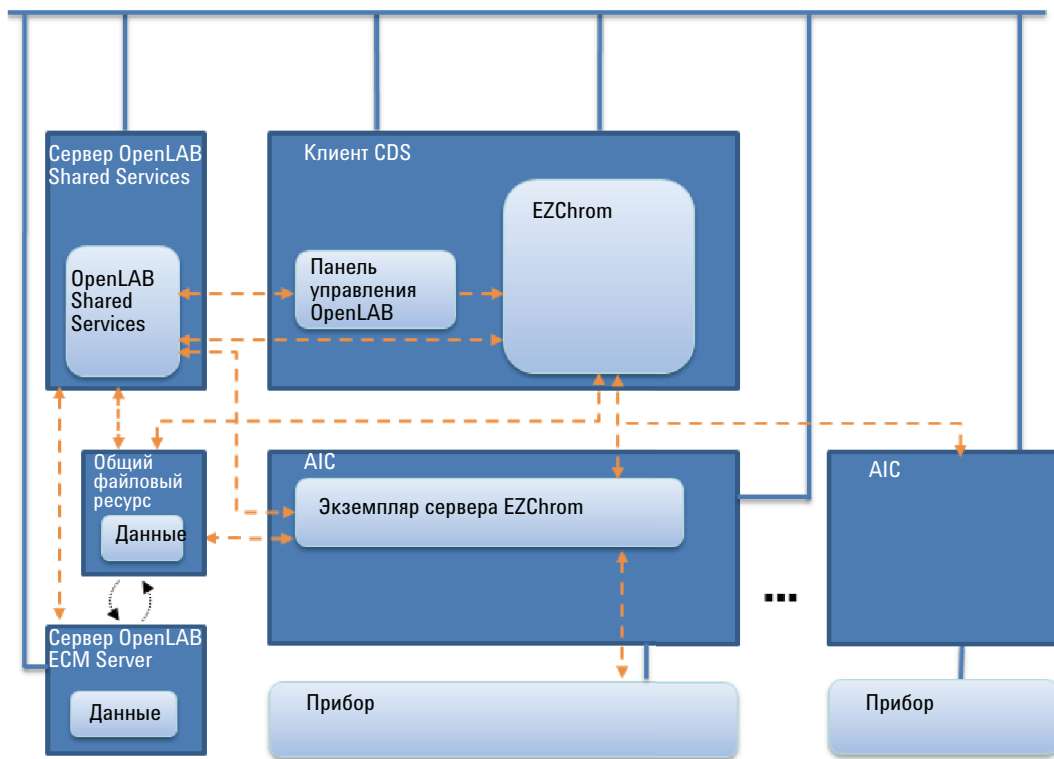 Сервер OpenLAB
Shared Services
OpenLAB
Shared
Services
Клиент CDS
Панель
управления
OpenLAB
EZChrom
Общий
файловый
ресурс
Данные
AIC
Экземпляр сервера EZChrom
AIC
Сервер OpenLAB
ECM Server
Данные
Прибор
Прибор